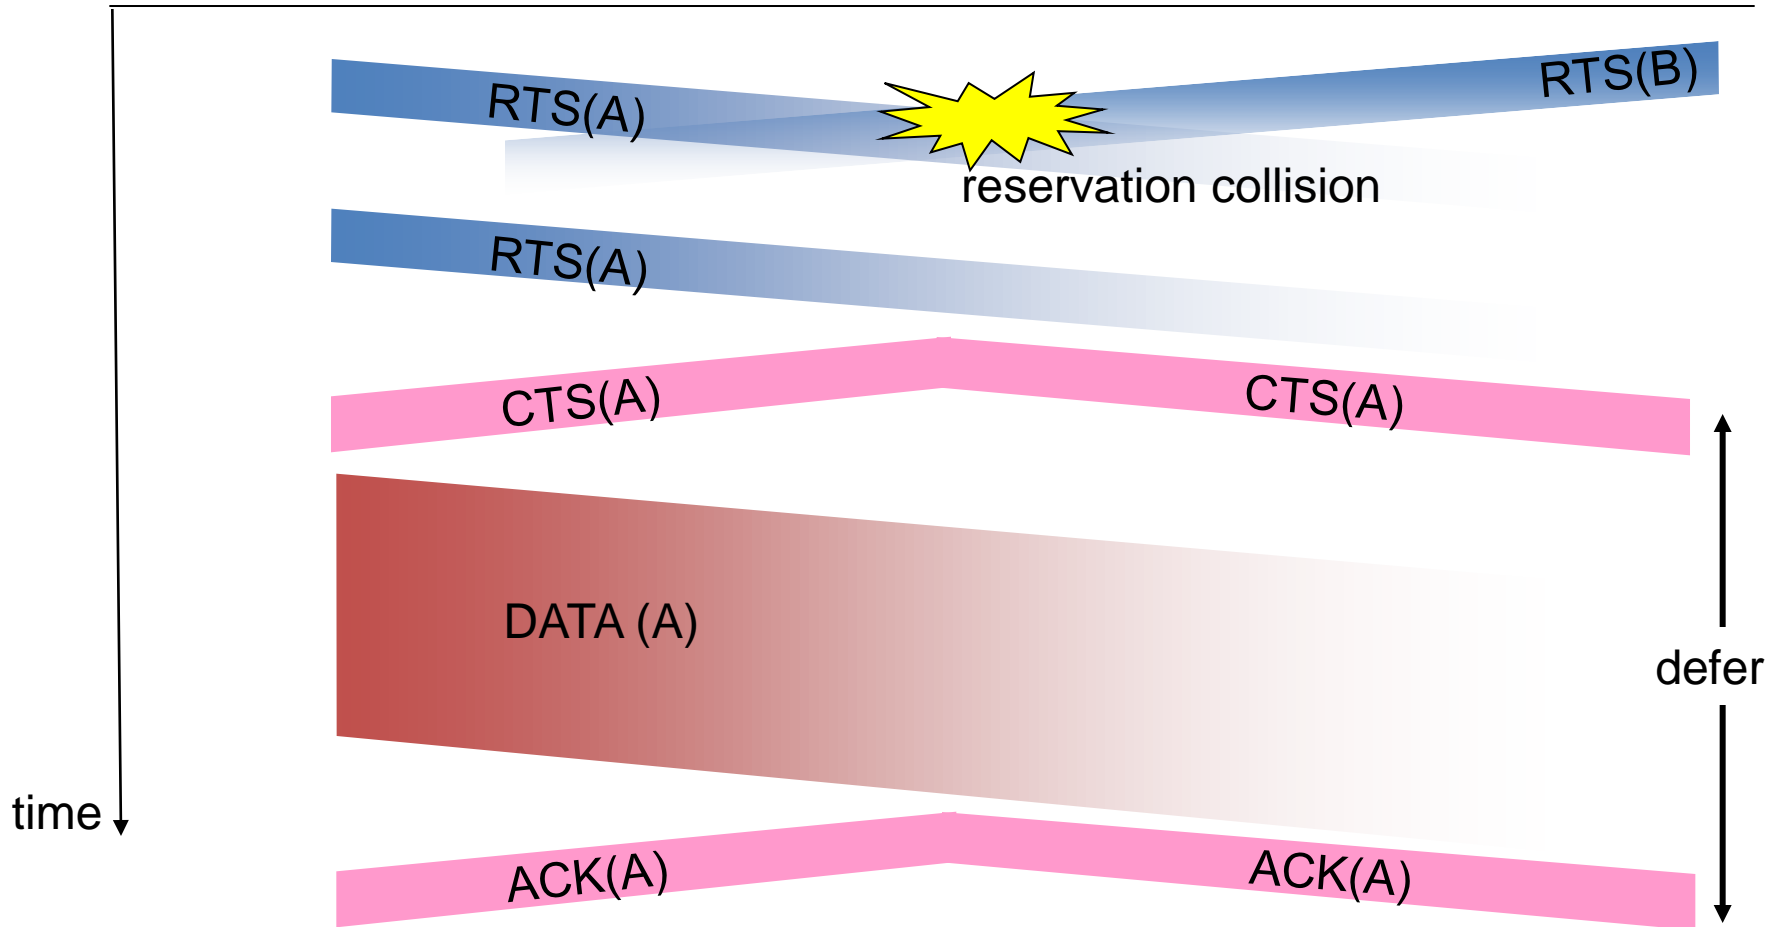 RTS(A)
RTS(B)
reservation collision
RTS(A)
CTS(A)
CTS(A)
DATA (A)
defer
time
ACK(A)
ACK(A)